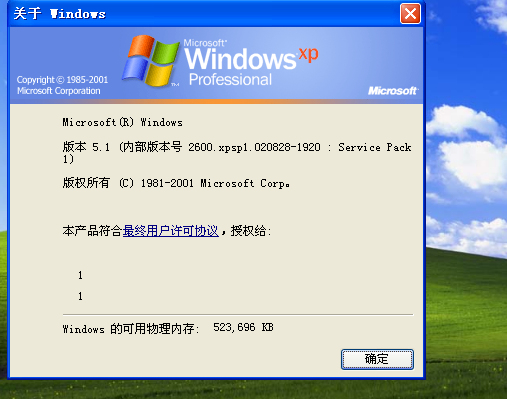 关于 Windows
Microsoft®
Windows xp
Professional
Copyright © 1985-2001
Microsoft Corporation
Microsoft
Microsoft(R) Windows
版本 5.1 (内部版本号 2600.xpsp1.020828-1920 : Service Pack
1)
版权所有 (C) 1981-2001 Microsoft Corp。
本产品符合最终用户许可协议，授权给:
1
1
Windows 的可用物理内存: 523,696 KB
确定